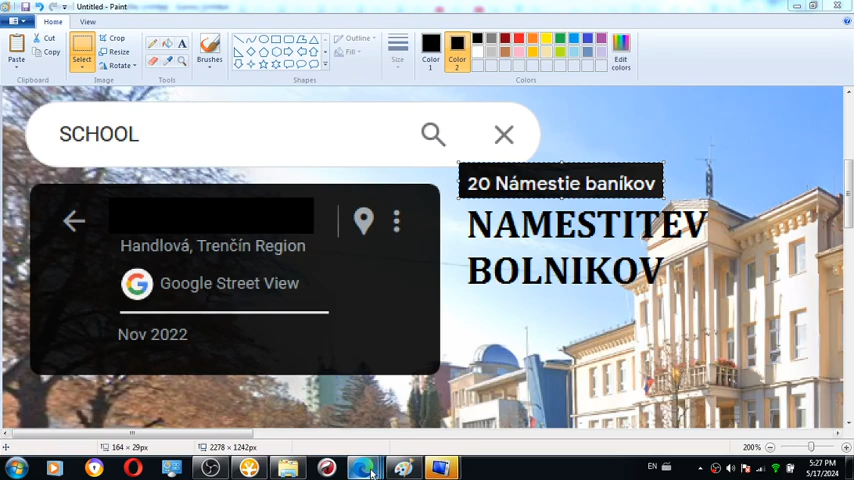 Untitled - Paint
Home
View
Paste
Cut
Copy
Clipboard
Select
Crop
Resize
Rotate
Image
Tools
Brushes
Shapes
Outline
Fill
Size
Color
1
Color
2
Edit
colors
Colors
SCHOOL
20 Námestie baníkov
NAMESTITEV
BOLNIKOV
Handlová, Trenčín Region
Google Street View
Nov 2022
164 × 29px
2278 × 1242px
200%
EN
5:27 PM
5/17/2024